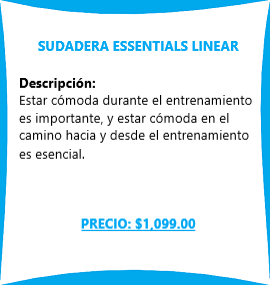 SUDADERA ESSENTIALS LINEAR
Descripción:
Estar cómoda durante el entrenamiento
es importante, y estar cómoda en el
camino hacia y desde el entrenamiento
es esencial.
PRECIO: $1,099.00